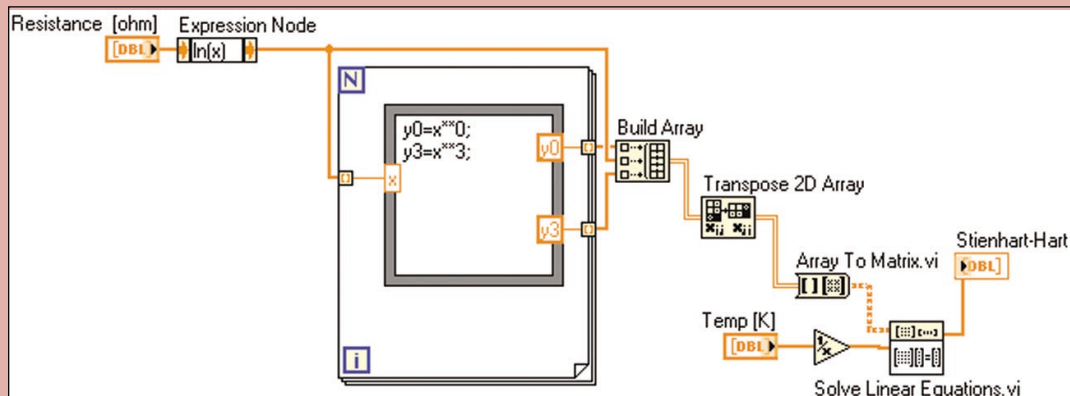 Resistance [ohm]
Expression Node
[DBL]
ln(x)
N
y0=x**0;
y3=x**3;
x
y0
y3
i
Build Array
Transpose 2D Array
Array To Matrix.vi
Stienhart-Hart
DBL]
Temp [K]
[DBL]
1/x
Solve Linear Equations.vi